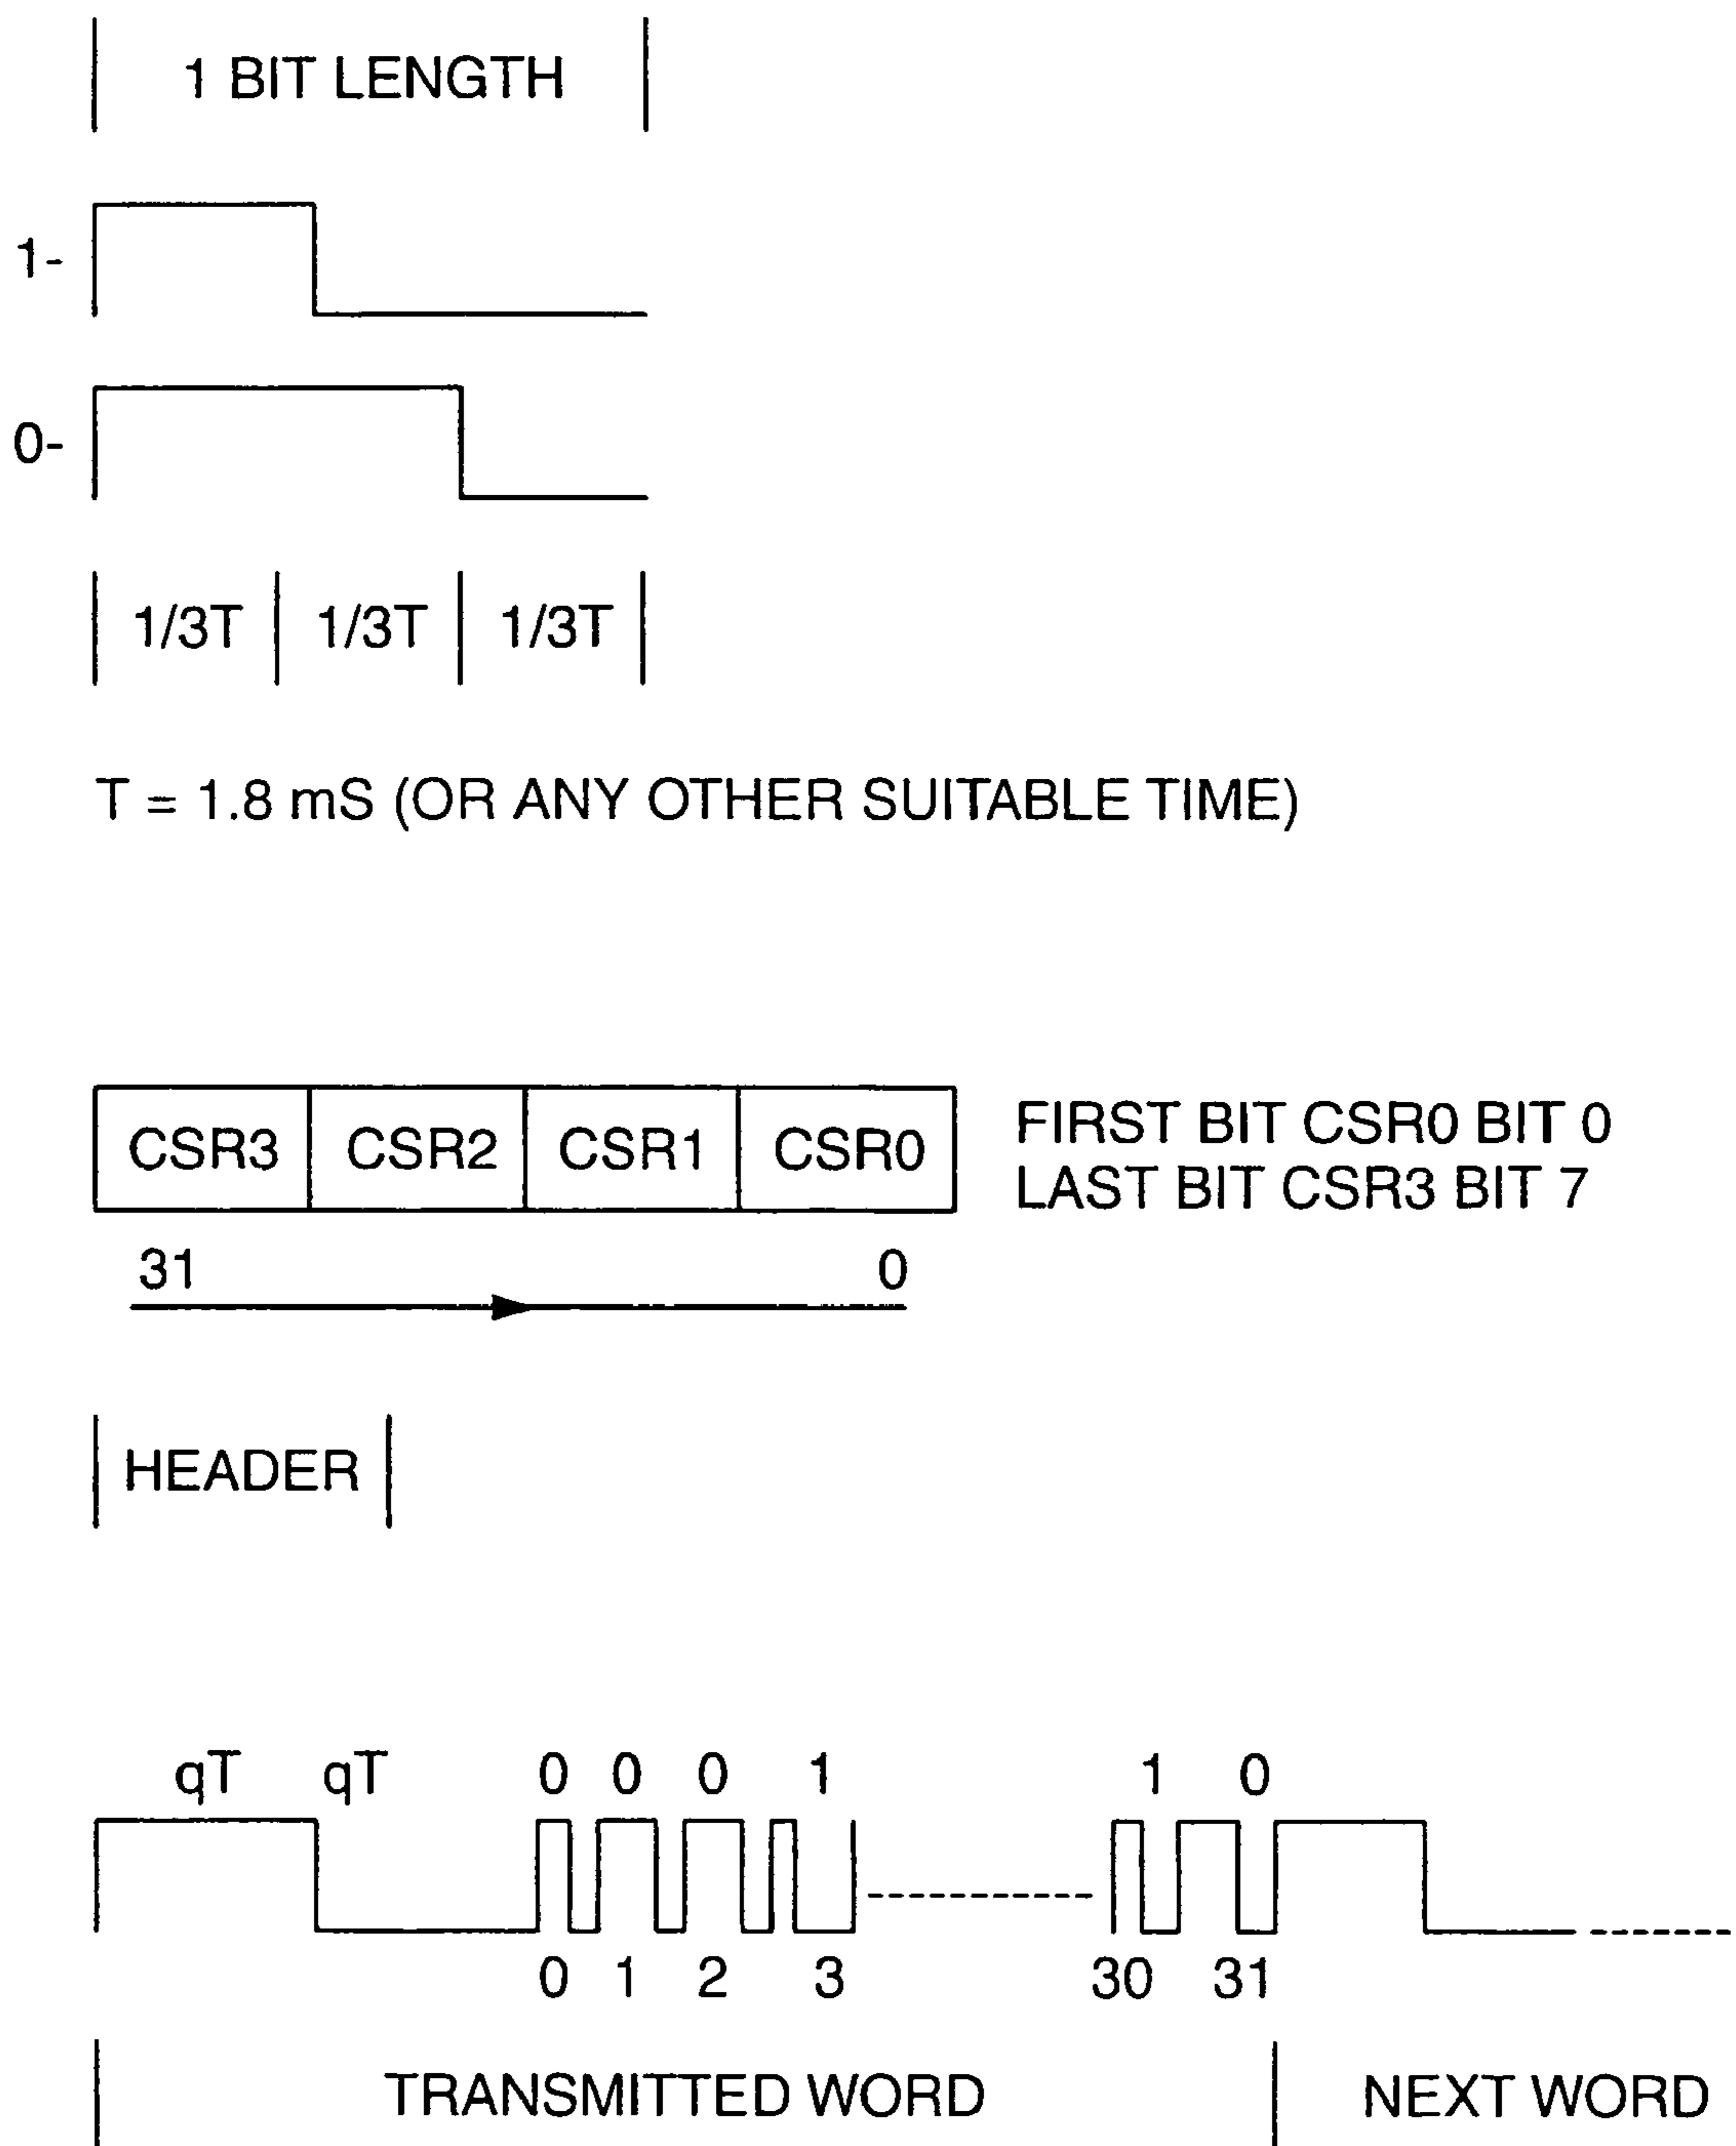 1 BIT LENGTH
1-
0-
1/3T 1/3T 1/3T
T = 1.8 mS (OR ANY OTHER SUITABLE TIME)
CSR3 CSR2 CSR1 CSR0
FIRST BIT CSR0 BIT 0
LAST BIT CSR3 BIT 7
31 0
HEADER
qT qT 0 0 0 1 1 0
0 1 2 3 30 31
TRANSMITTED WORD NEXT WORD